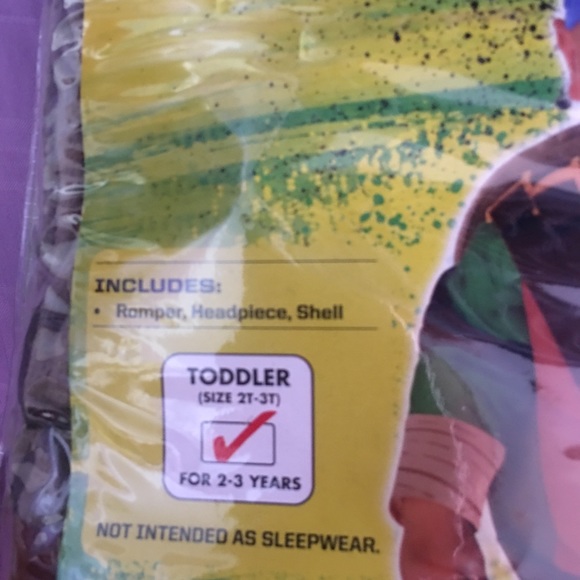 INCLUDES:
• Romper, Headpiece, Shell
TODDLER
(SIZE 2T-3T)
FOR 2-3 YEARS
NOT INTENDED AS SLEEPWEAR.